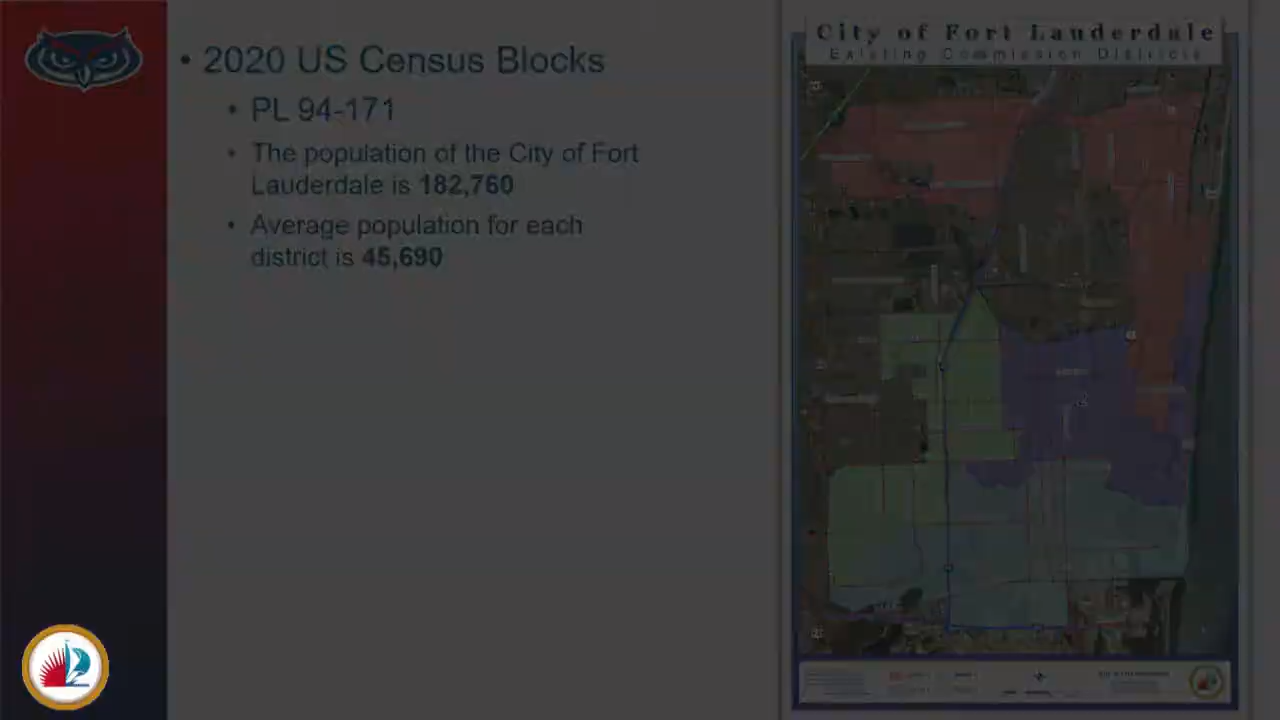 • 2020 US Census Blocks
• PL 94-171
• The population of the City of Fort
Lauderdale is 182,760
• Average population for each
district is 45,690
City of Fort Lauderdale
Existing Commission Districts